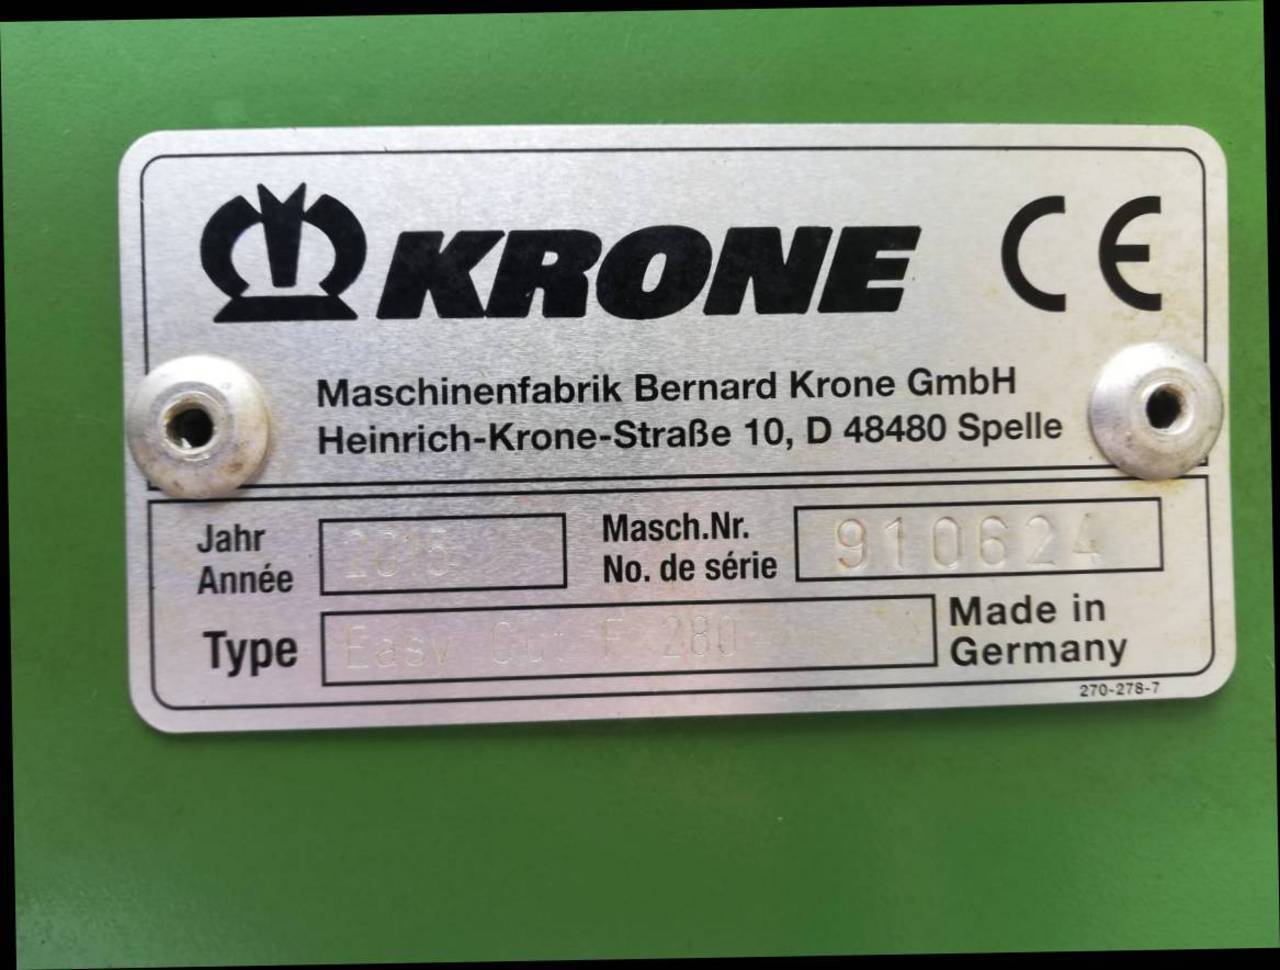 KRONE CE
Maschinenfabrik Bernard Krone GmbH
Heinrich-Krone-Straße 10, D 48480 Spelle
Jahr
Année
2015
Masch.Nr.
No. de série
910624
Type
Easy Cut F 280
Made in
Germany
270-278-7